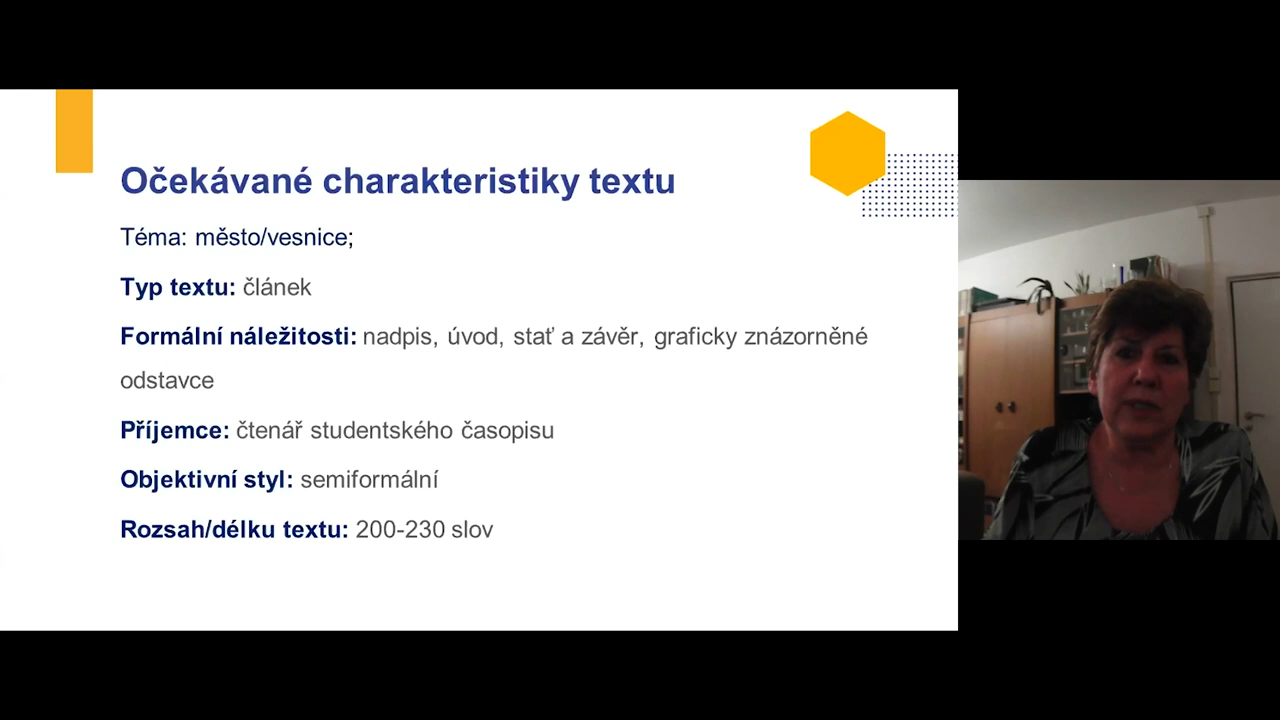 Očekávané charakteristiky textu
Téma: město/vesnice;
Typ textu: článek
Formální náležitosti: nadpis, úvod, stať a závěr, graficky znázorněné
odstavce
Příjemce: čtenář studentského časopisu
Objektivní styl: semiformální
Rozsah/délku textu: 200-230 slov